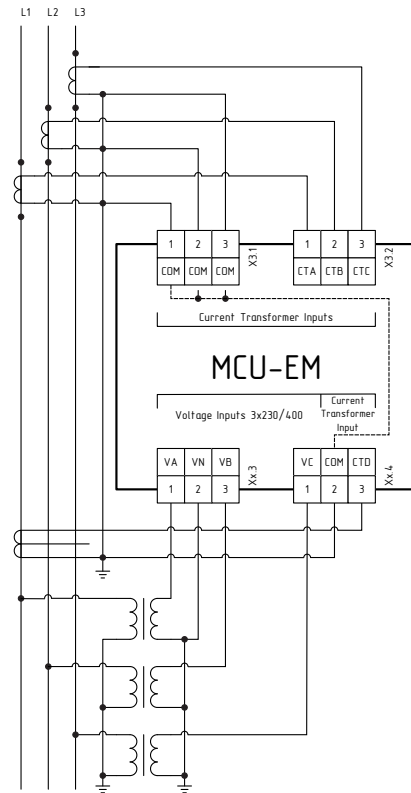 L1 L2 L3
1 2 3 X3.1 1 2 3 X3.2
COM COM COM CTA CTB CTC
Current Transformer Inputs
MCU-EM
Voltage Inputs 3x230/400
Current
Transformer
Input
VA VN VB Xx.3 VC COM CTD Xx.4
1 2 3 1 2 3